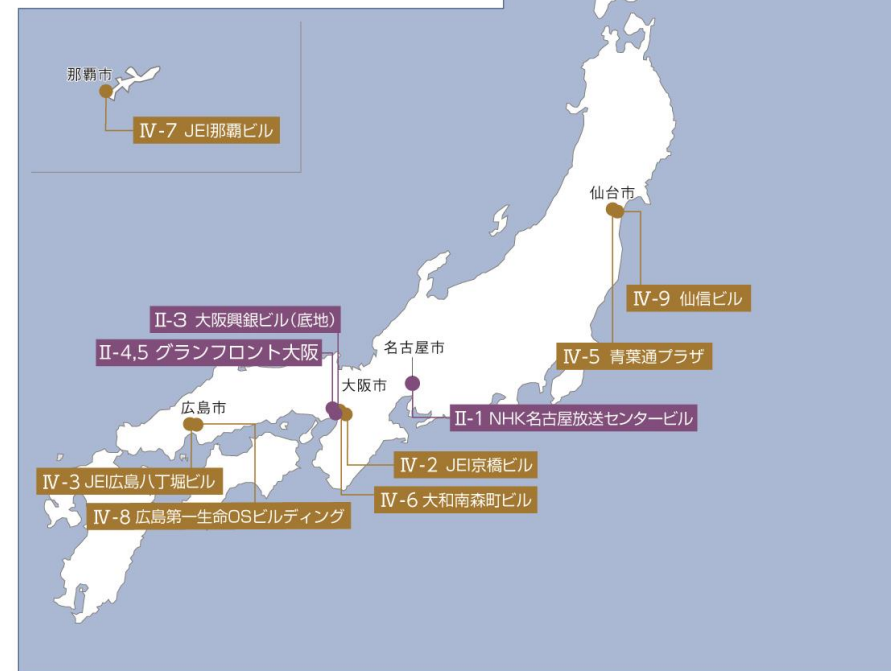 那覇市
Ⅳ-7 JEI那覇ビル
仙台市
Ⅳ-9 仙信ビル
Ⅱ-3 大阪興銀ビル(底地)
Ⅱ-4,5 グランフロント大阪
名古屋市
Ⅳ-5 青葉通プラザ
大阪市
広島市
Ⅱ-1 NHK名古屋放送センタービル
Ⅳ-2 JEI京橋ビル
Ⅳ-3 JEI広島八丁堀ビル
Ⅳ-6 大和南森町ビル
Ⅳ-8 広島第一生命OSビルディング